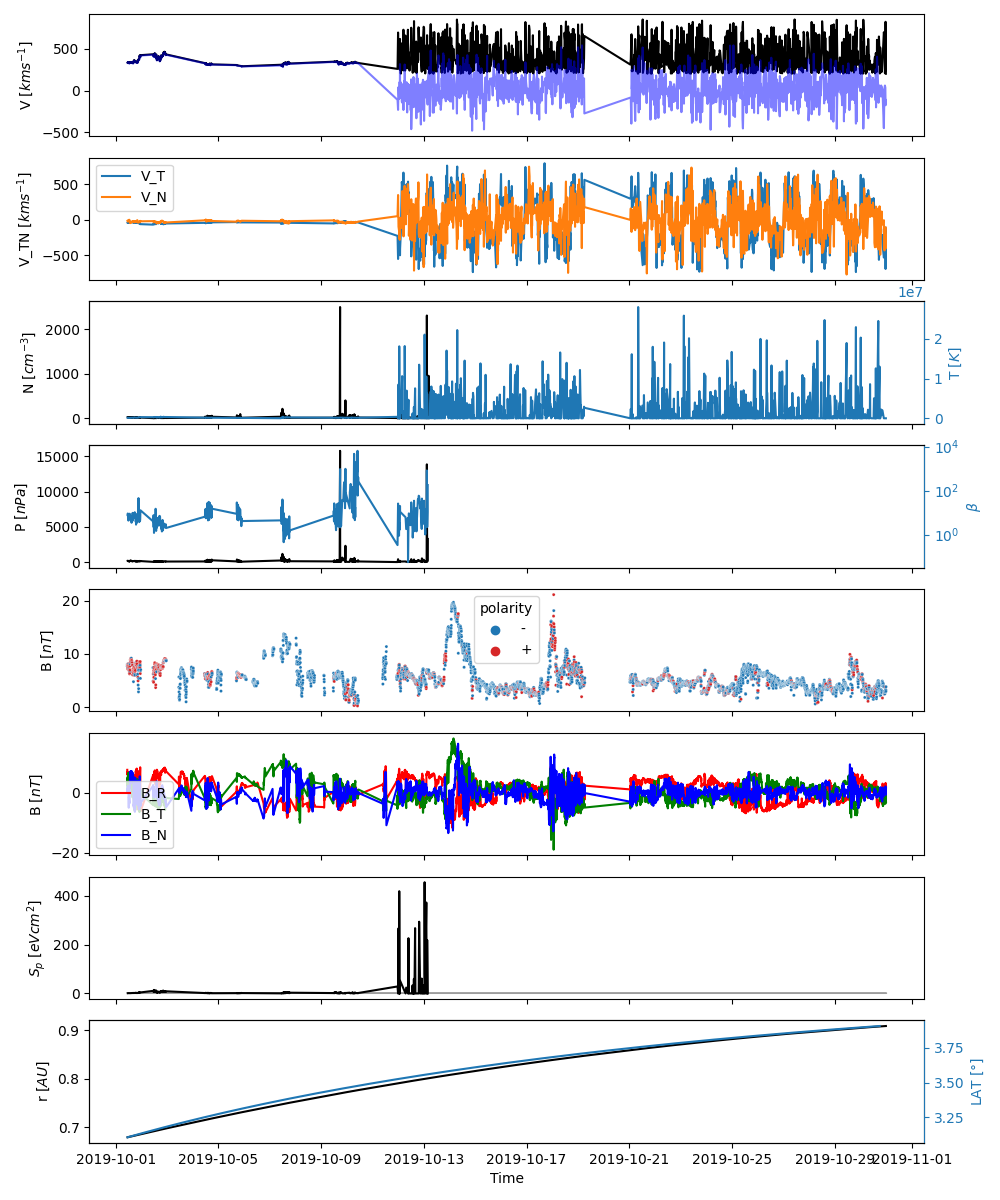 500
0
−500
V [kms⁻¹]
V_T
V_N
500
0
−500
V_TN [kms⁻¹]
1e7
2000
1000
0
N [cm⁻³]
2
1
0
T [K]
15000
10000
5000
0
P [nPa]
10⁴
10²
10⁰
β
20
10
0
B [nT]
polarity
-
+
0
−20
B [nT]
B_R
B_T
B_N
400
200
0
Sₚ [eVcm²]
0.9
0.8
0.7
r [AU]
3.75
3.50
3.25
LAT [°]
2019-10-01 2019-10-05 2019-10-09 2019-10-13 2019-10-17 2019-10-21 2019-10-25 2019-10-29 2019-11-01
Time